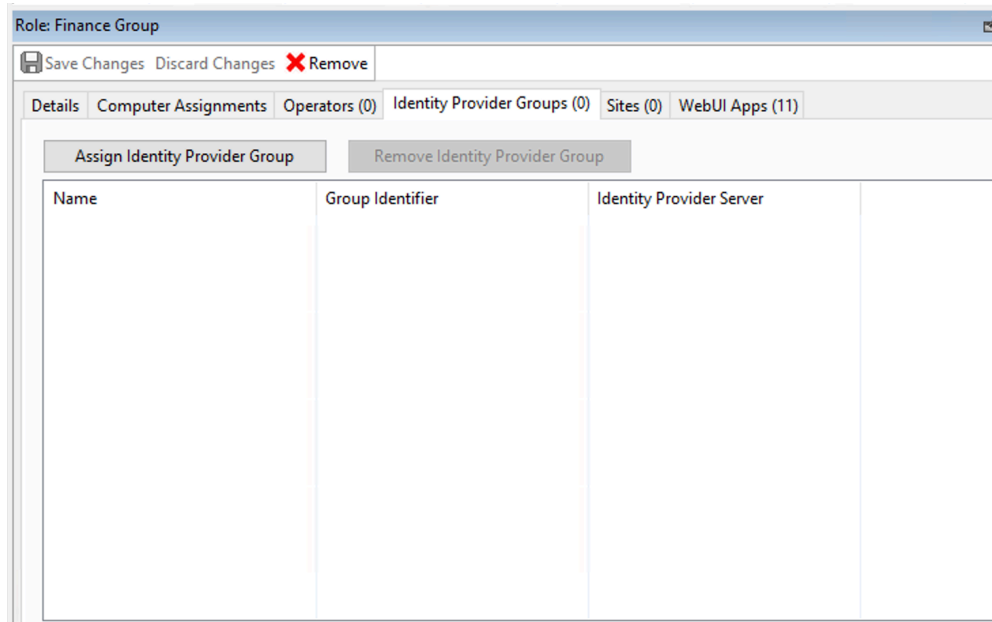 Role: Finance Group
Save Changes Discard Changes Remove
Details Computer Assignments Operators (0) Identity Provider Groups (0) Sites (0) WebUI Apps (11)
Assign Identity Provider Group Remove Identity Provider Group
Name Group Identifier Identity Provider Server